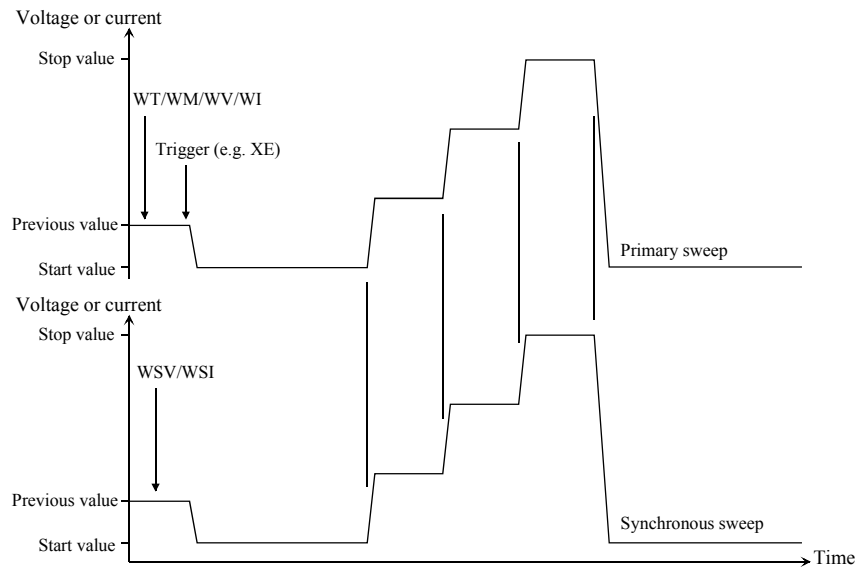 Voltage or current
Stop value
WT/WM/WV/WI
Trigger (e.g. XE)
Previous value
Start value
Primary sweep
Voltage or current
Stop value
WSV/WSI
Previous value
Start value
Synchronous sweep
Time